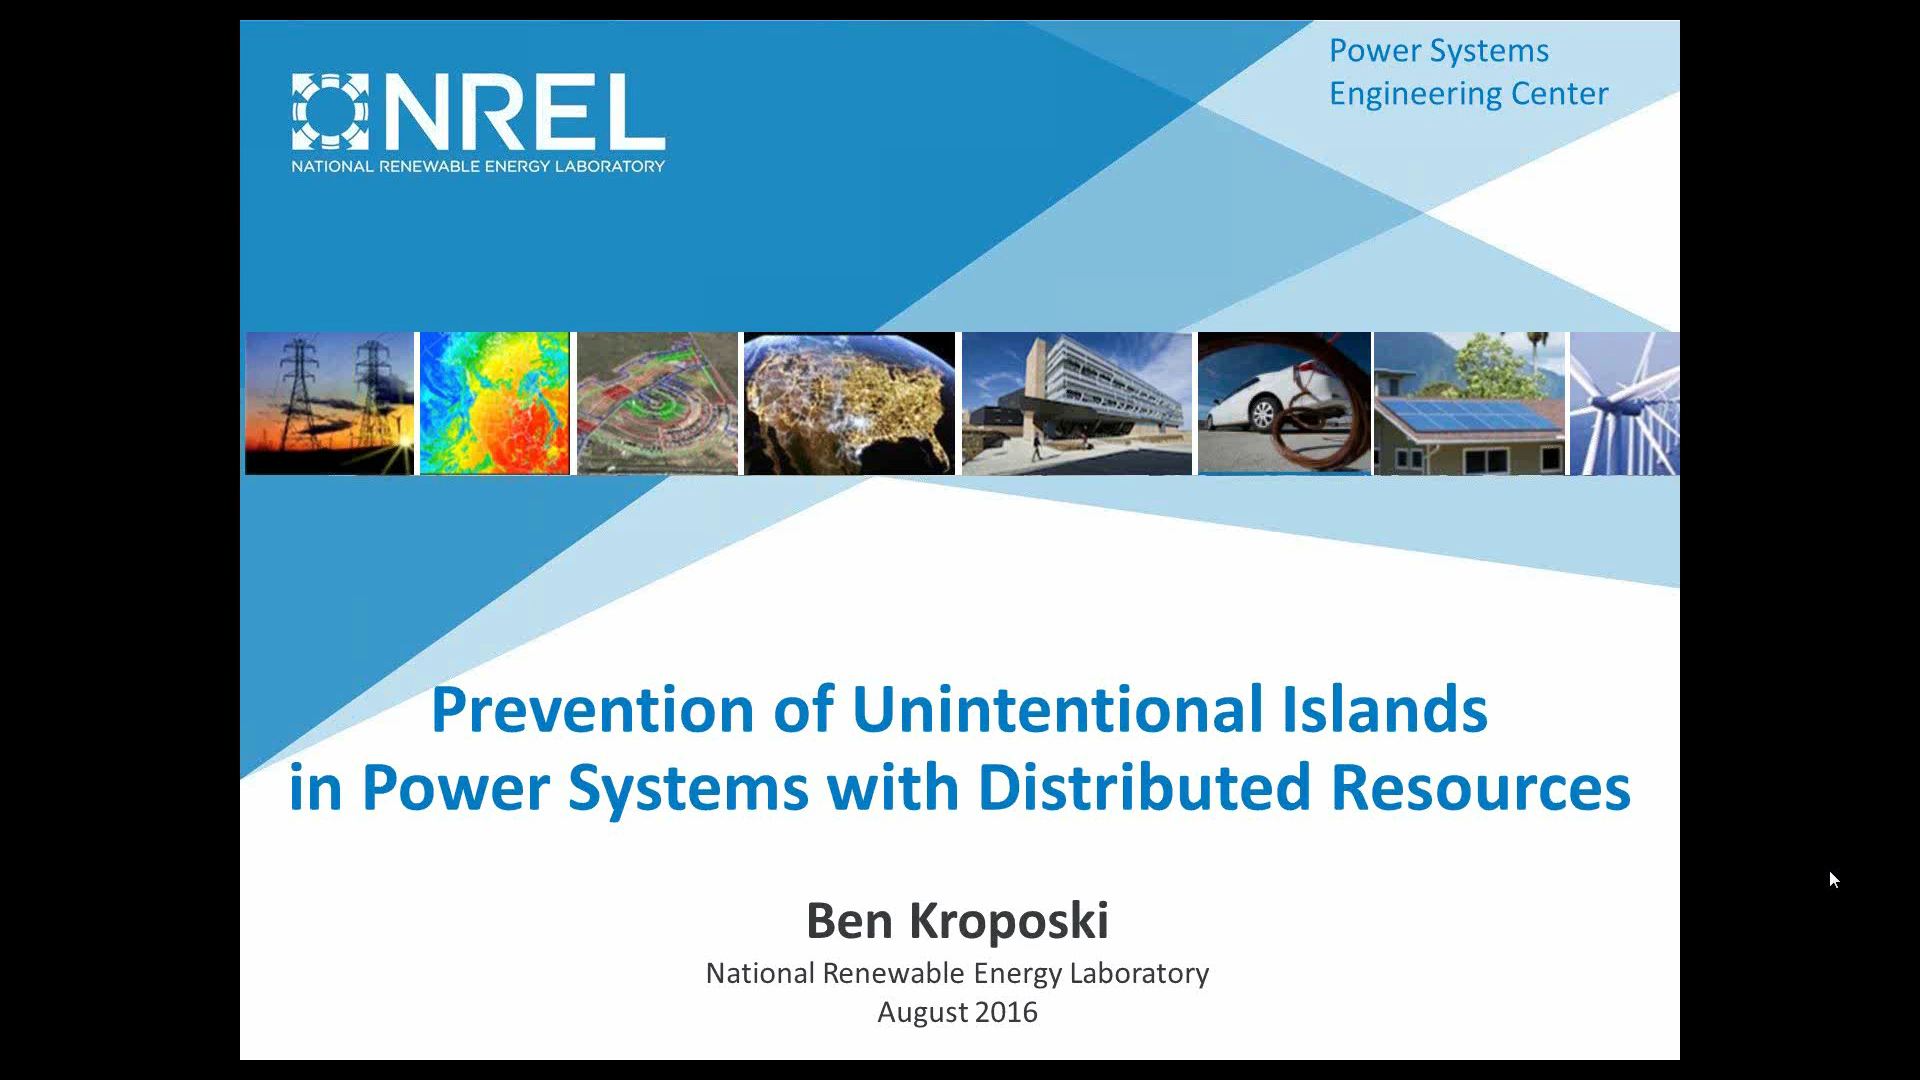 NREL
NATIONAL RENEWABLE ENERGY LABORATORY
Power Systems
Engineering Center
Prevention of Unintentional Islands
in Power Systems with Distributed Resources
Ben Kroposki
National Renewable Energy Laboratory
August 2016